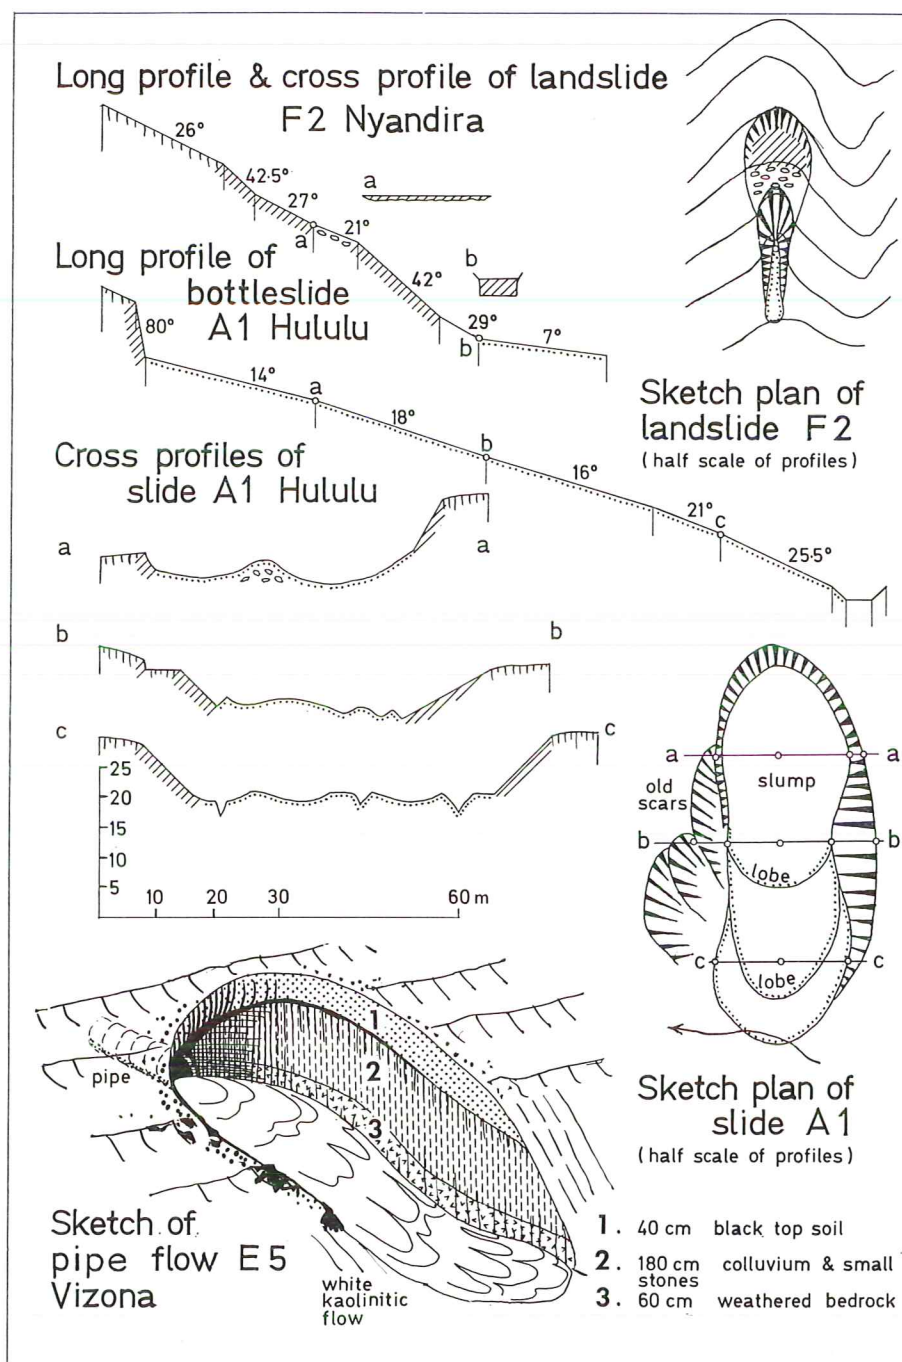 Long profile & cross profile of landslide
F2 Nyandira
26°
42·5°
27°
a
21°
42°
29°
b
7°
a
b
Sketch plan of
landslide F2
(half scale of profiles)
Long profile of
bottleslide
A1 Hululu
80°
14°
a
18°
b
16°
21°
c
25·5°
Cross profiles of
slide A1 Hululu
a
a
b
b
c
c
25
20
15
10
5
10
20
30
60 m
a
a
old
scars
slump
b
b
lobe
c
c
lobe
Sketch plan of
slide A1
(half scale of profiles)
pipe
1
2
3
Sketch of
pipe flow E5
Vizona
white
kaolinitic
flow
1. 40 cm black top soil
2. 180 cm colluvium & small
stones
3. 60 cm weathered bedrock